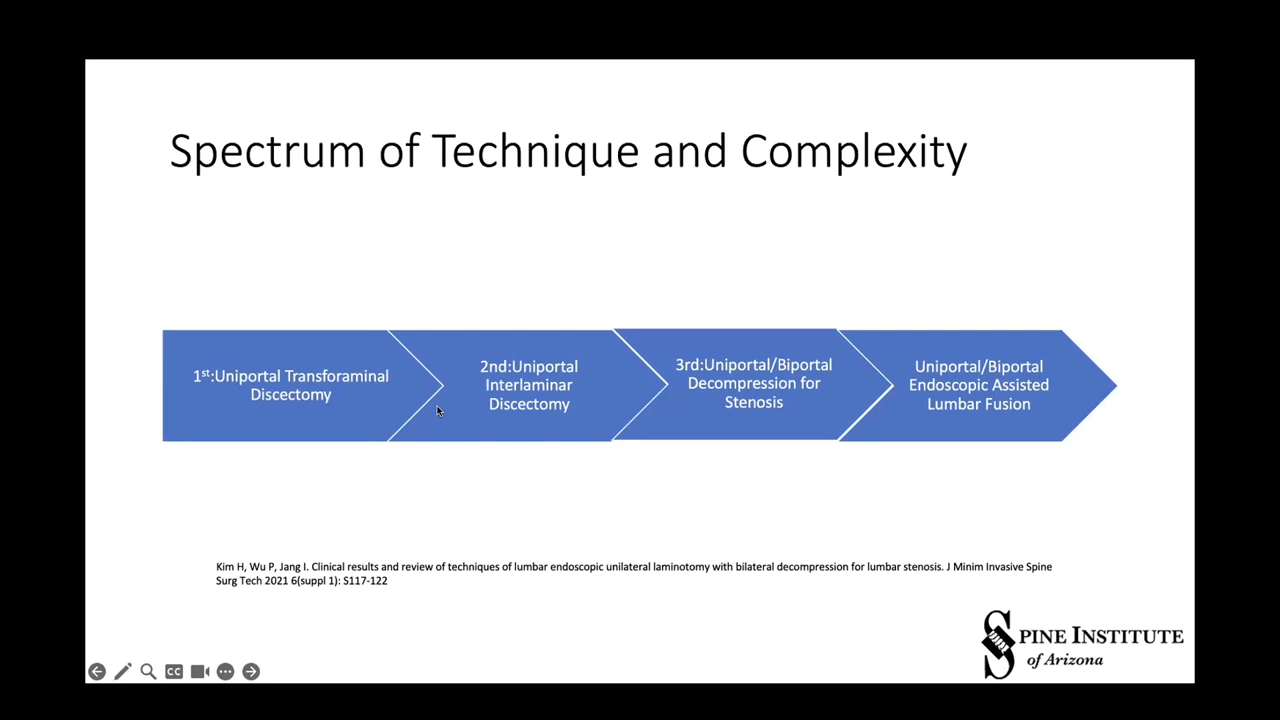 Spectrum of Technique and Complexity
1st:Uniportal Transforaminal
Discectomy
2nd:Uniportal
Interlaminar
Discectomy
3rd:Uniportal/Biportal
Decompression for
Stenosis
Uniportal/Biportal
Endoscopic Assisted
Lumbar Fusion
Kim H, Wu P, Jang I. Clinical results and review of techniques of lumbar endoscopic unilateral laminotomy with bilateral decompression for lumbar stenosis. J Minim Invasive Spine
Surg Tech 2021 6(suppl 1): S117-122
SPINE INSTITUTE
of Arizona
CC